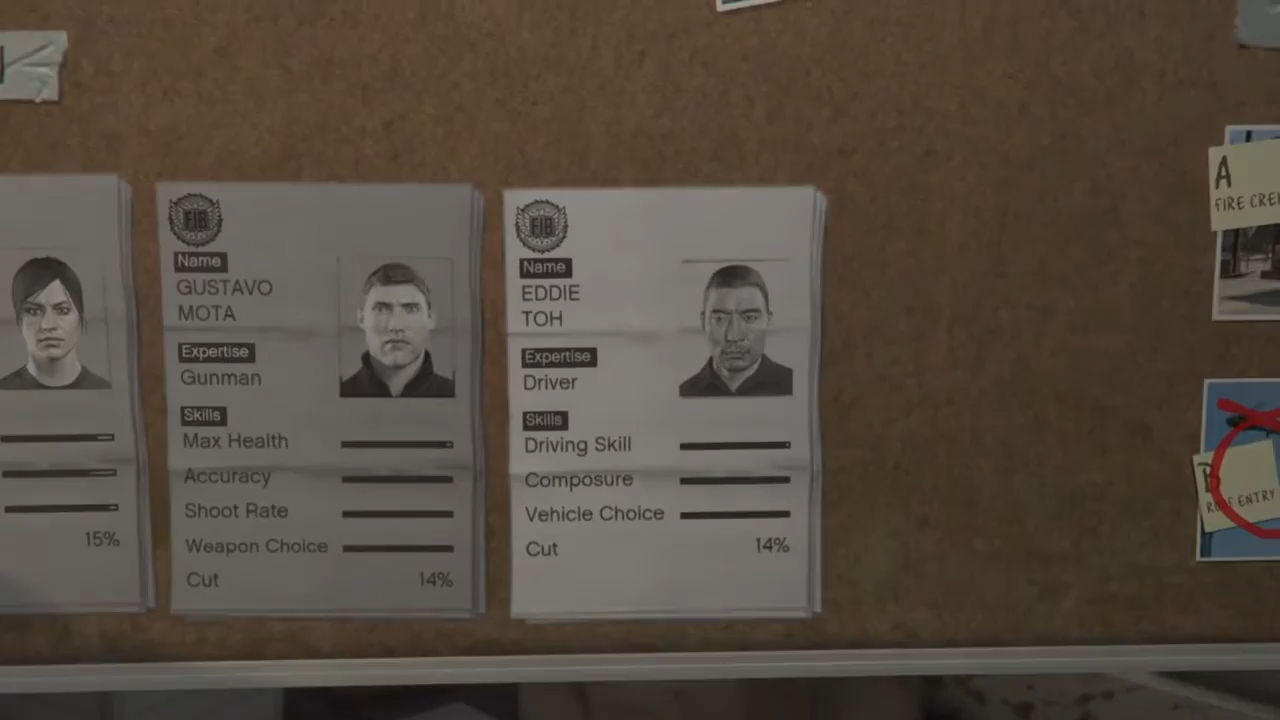 15%
FIB
Name
GUSTAVO
MOTA
Expertise
Gunman
Skills
Max Health
Accuracy
Shoot Rate
Weapon Choice
Cut 14%
FIB
Name
EDDIE
TOH
Expertise
Driver
Skills
Driving Skill
Composure
Vehicle Choice
Cut 14%
A
FIRE CRE
B
ROOF ENTRY